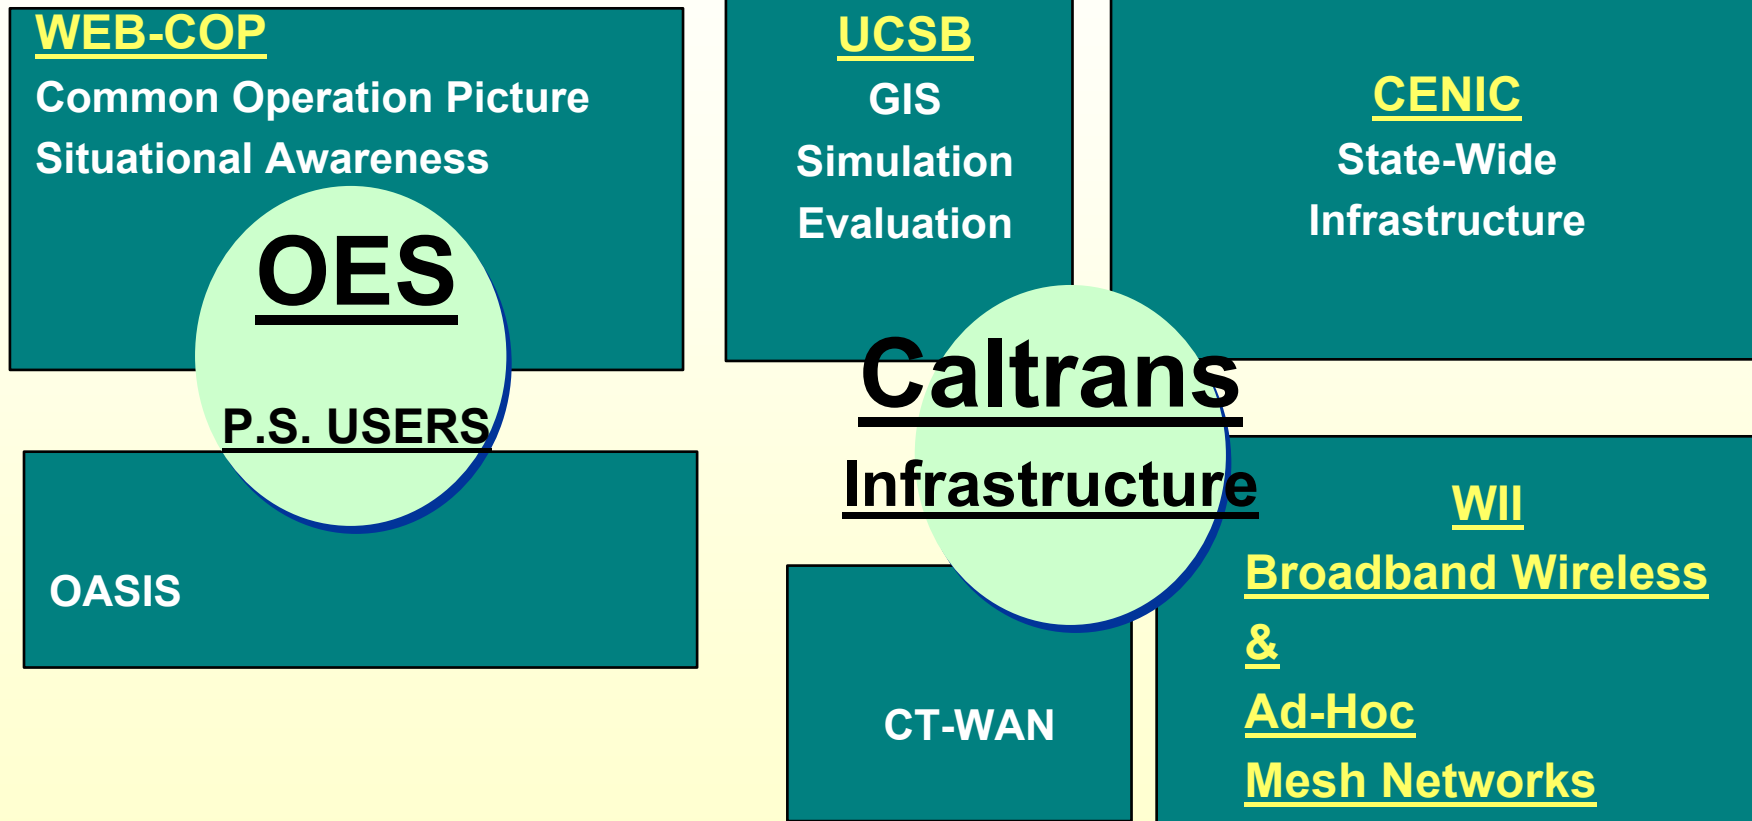 WEB-COP
Common Operation Picture
Situational Awareness
OES
P.S. USERS
OASIS
UCSB
GIS
Simulation
Evaluation
CENIC
State-Wide
Infrastructure
Caltrans
Infrastructure
CT-WAN
WII
Broadband Wireless
&
Ad-Hoc
Mesh Networks